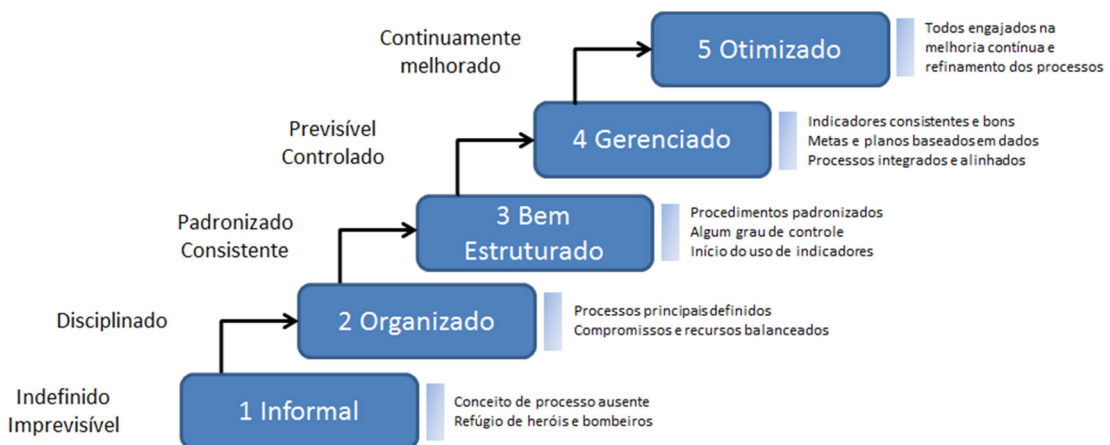 Continuamente
melhorado
5 Otimizado
Todos engajados na
melhoria contínua e
refinamento dos processos
Previsível
Controlado
4 Gerenciado
Indicadores consistentes e bons
Metas e planos baseados em dados
Processos integrados e alinhados
Padronizado
Consistente
3 Bem
Estruturado
Procedimentos padronizados
Algum grau de controle
Início do uso de indicadores
Disciplinado
2 Organizado
Processos principais definidos
Compromissos e recursos balanceados
Indefinido
Imprevisível
1 Informal
Conceito de processo ausente
Refúgio de heróis e bombeiros